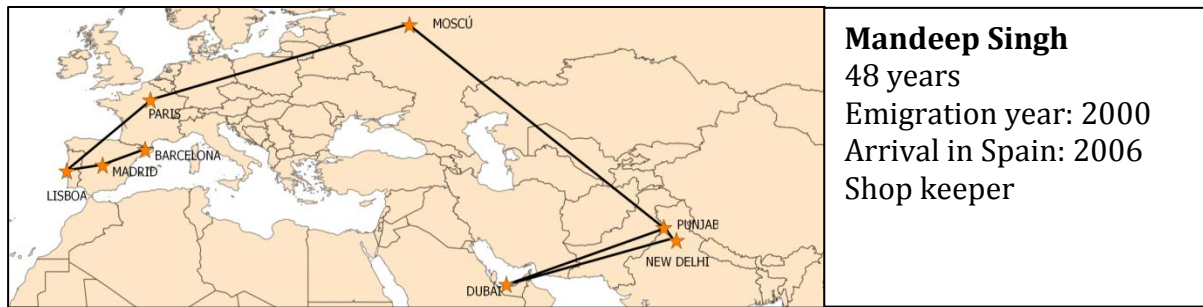 MOSCÚ
PARIS
BARCELONA
MADRID
LISBOA
PUNJAB
NEW DELHI
DUBÁI
Mandeep Singh
48 years
Emigration year: 2000
Arrival in Spain: 2006
Shop keeper